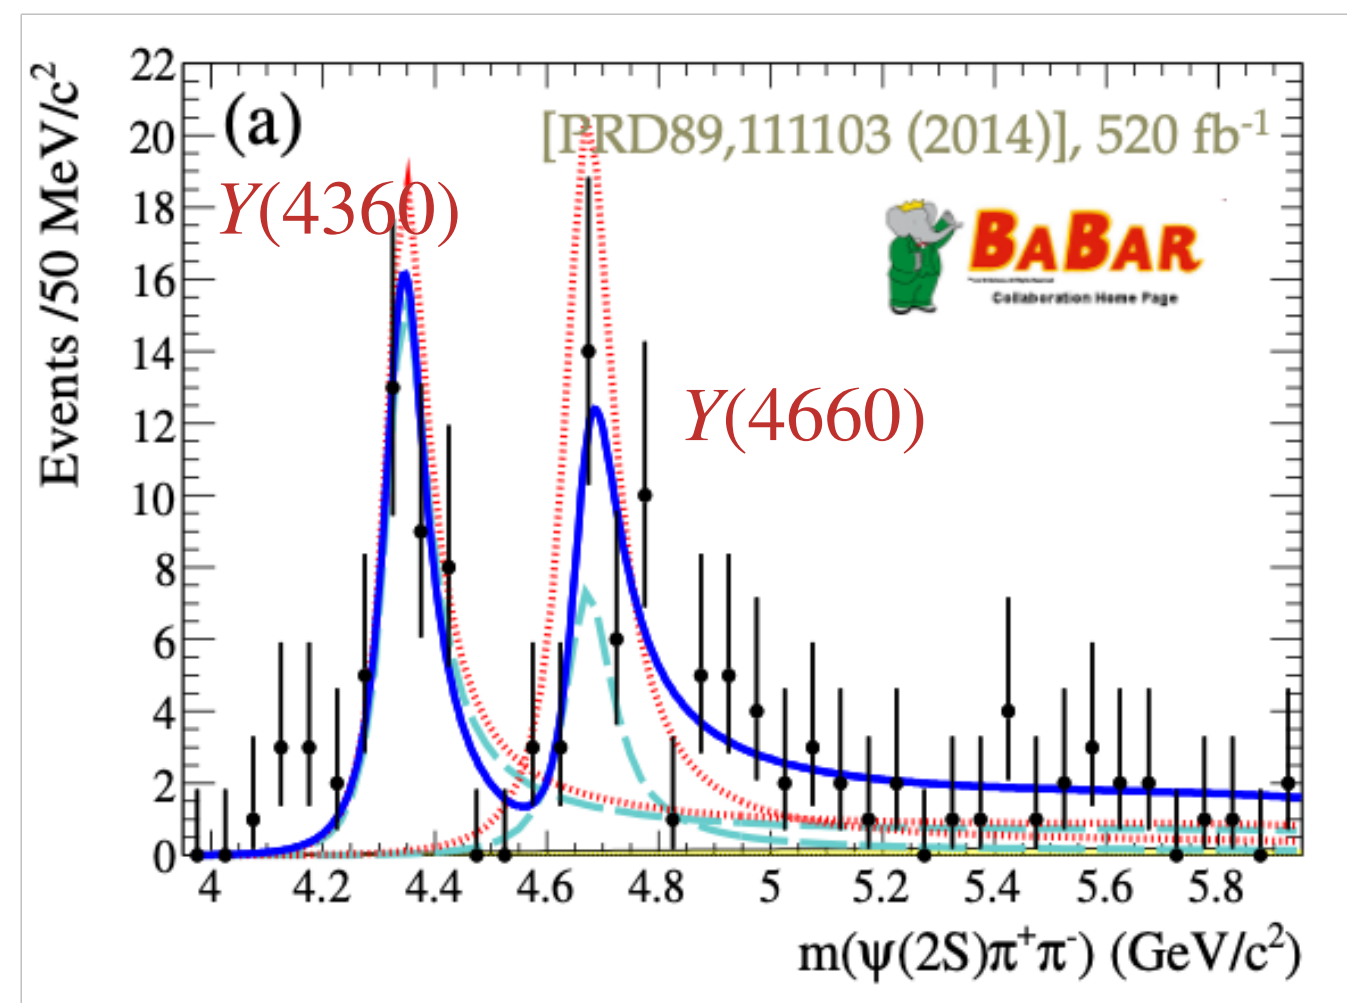 Events /50 MeV/c²
22
20
18
16
14
12
10
8
6
4
2
0
(a)
[PRD89,111103 (2014)], 520 fb⁻¹
Y(4360)
BABAR
Collaboration Home Page
Y(4660)
4 4.2 4.4 4.6 4.8 5 5.2 5.4 5.6 5.8
m(ψ(2S)π⁺π⁻) (GeV/c²)